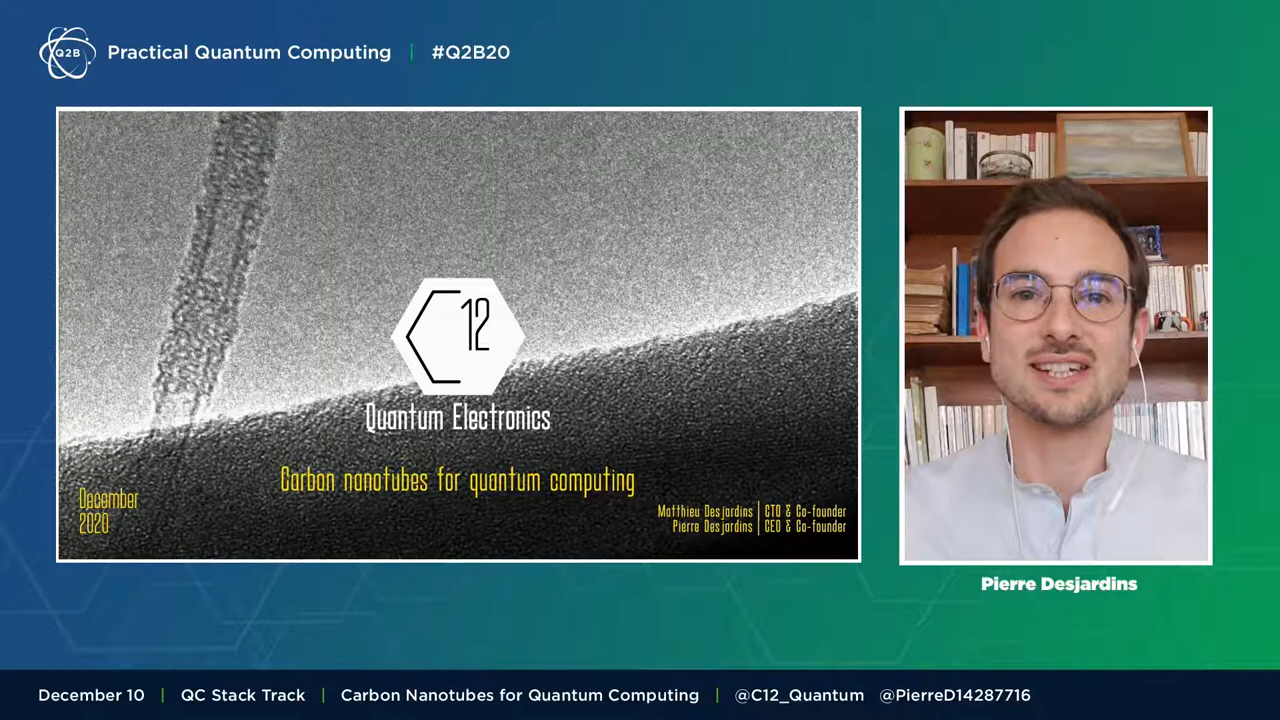 Q2B
Practical Quantum Computing | #Q2B20
C12
Quantum Electronics
Carbon nanotubes for quantum computing
December
2020
Matthieu Desjardins | CTO & Co-founder
Pierre Desjardins | CEO & Co-founder
Pierre Desjardins
December 10 | QC Stack Track | Carbon Nanotubes for Quantum Computing | @C12_Quantum @PierreD14287716